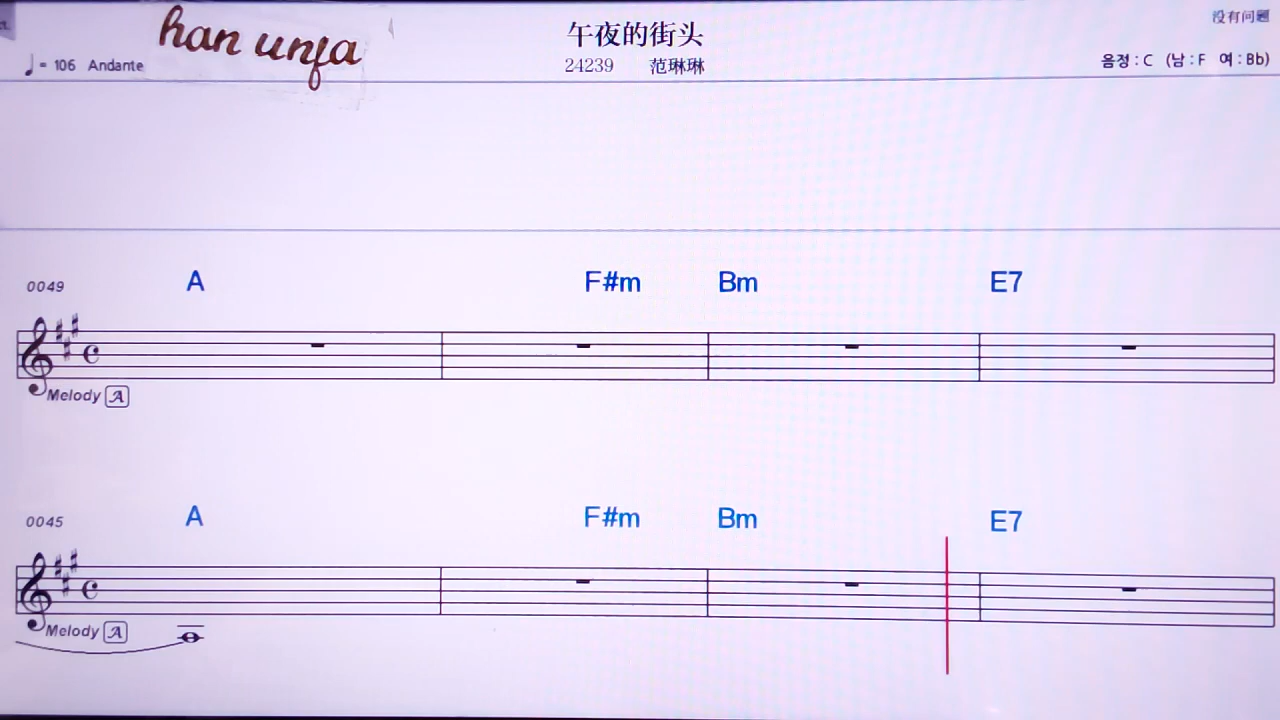 han unfa
午夜的街头
没有问题
♩= 106 Andante
24239 范琳琳
음정 : C (남 : F 여 : Bb)
0049 A F#m Bm E7
Melody A
0045 A F#m Bm E7
Melody A